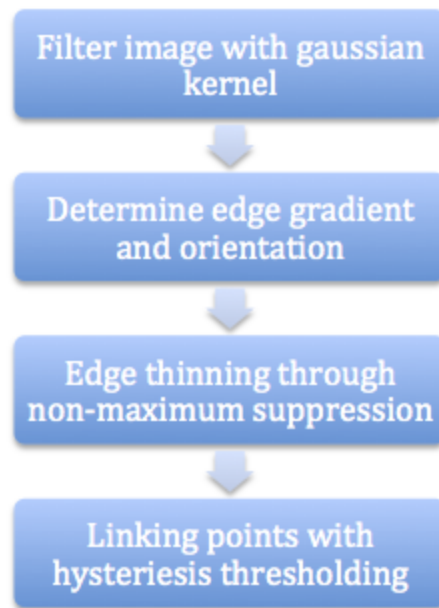 Filter image with gaussian
kernel
Determine edge gradient
and orientation
Edge thinning through
non-maximum suppression
Linking points with
hysteriesis thresholding